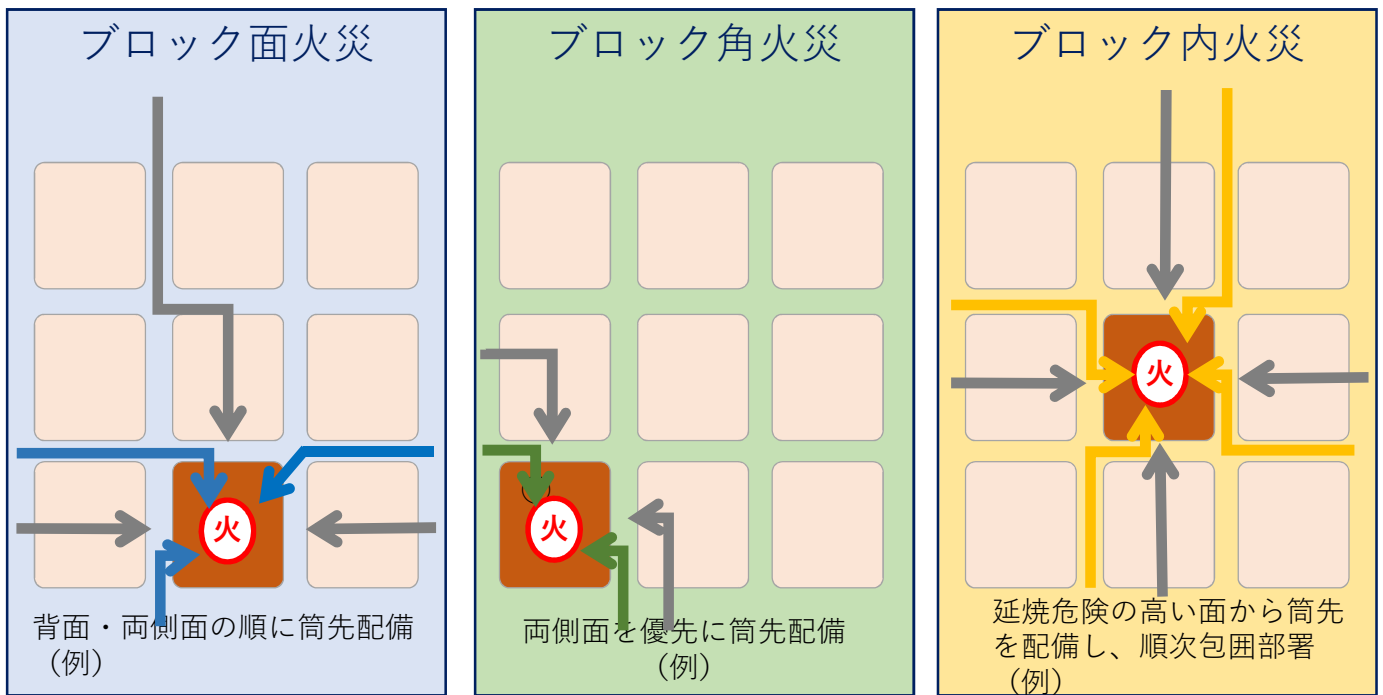 ブロック面火災
火
背面・両側面の順に筒先配備
（例）
ブロック角火災
火
両側面を優先に筒先配備
（例）
ブロック内火災
火
延焼危険の高い面から筒先
を配備し、順次包囲部署
（例）